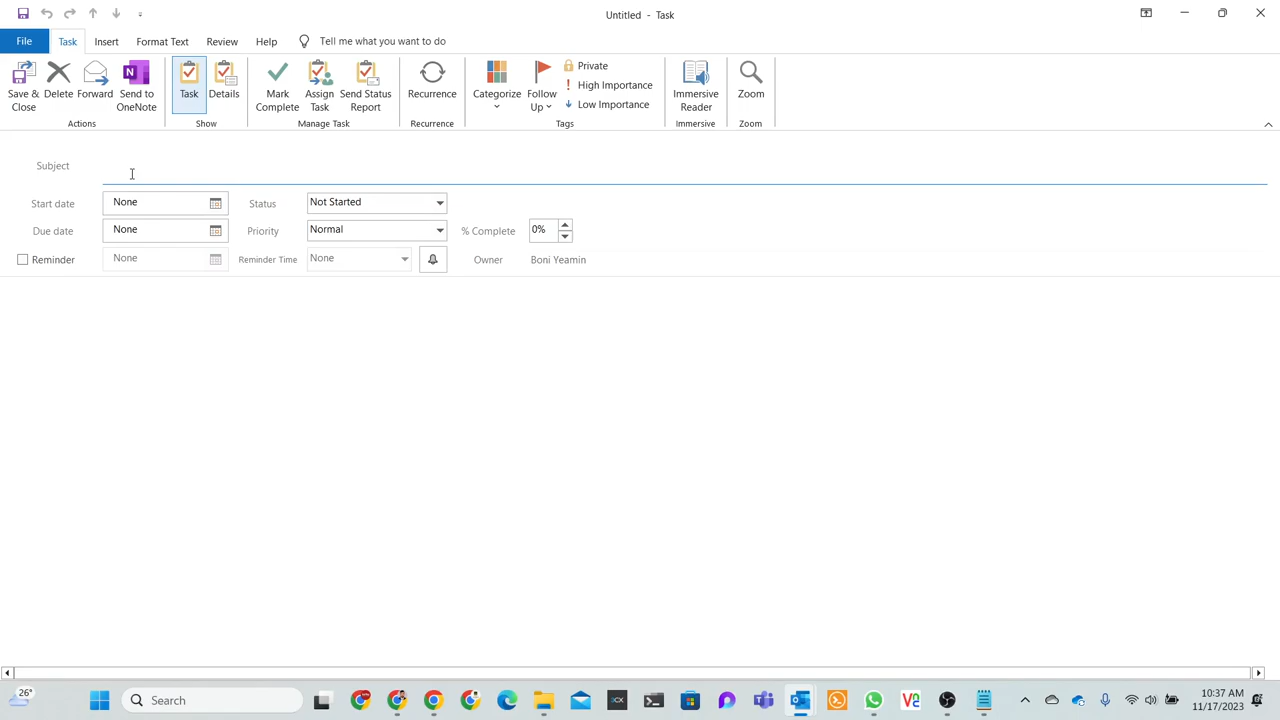 Untitled - Task
File Task Insert Format Text Review Help Tell me what you want to do
Save & Close
Delete
Forward
Send to OneNote
Task
Details
Mark Complete
Assign Task
Send Status Report
Recurrence
Categorize
Follow Up
Private
High Importance
Low Importance
Immersive Reader
Zoom
Actions Show Manage Task Recurrence Tags Immersive Zoom
Subject
Start date None Status Not Started
Due date None Priority Normal % Complete 0%
Reminder None Reminder Time None Owner Boni Yeamin
26°
Search
10:37 AM
11/17/2023